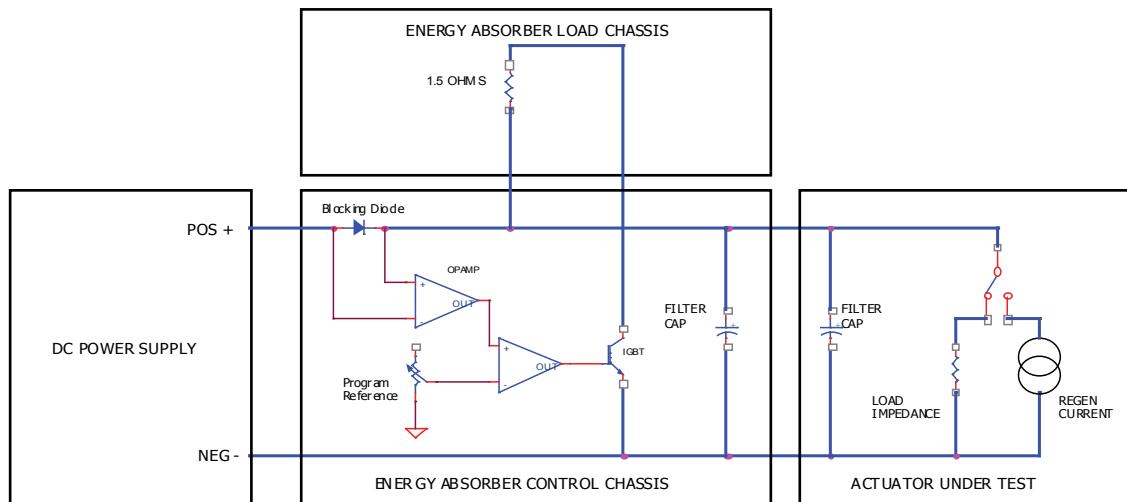 ENERGY ABSORBER LOAD CHASSIS
1.5 OHMS
Blocking Diode
POS +
OPAMP
+
OUT
-
FILTER
CAP
FILTER
CAP
DC POWER SUPPLY
+
OUT
-
IGBT
Program
Reference
LOAD
IMPEDANCE
REGEN
CURRENT
NEG -
ENERGY ABSORBER CONTROL CHASSIS
ACTUATOR UNDER TEST